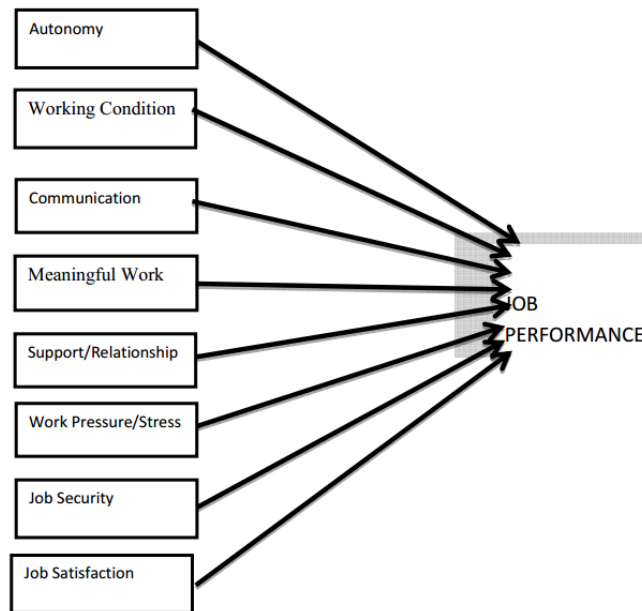 Autonomy
Working Condition
Communication
Meaningful Work
Support/Relationship
Work Pressure/Stress
Job Security
Job Satisfaction
JOB
PERFORMANCE